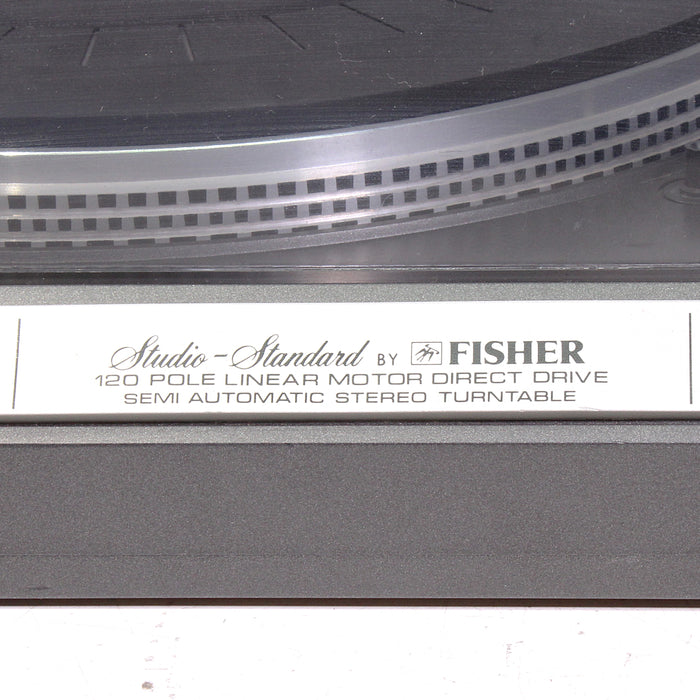 Studio-Standard BY FISHER
120 POLE LINEAR MOTOR DIRECT DRIVE
SEMI AUTOMATIC STEREO TURNTABLE